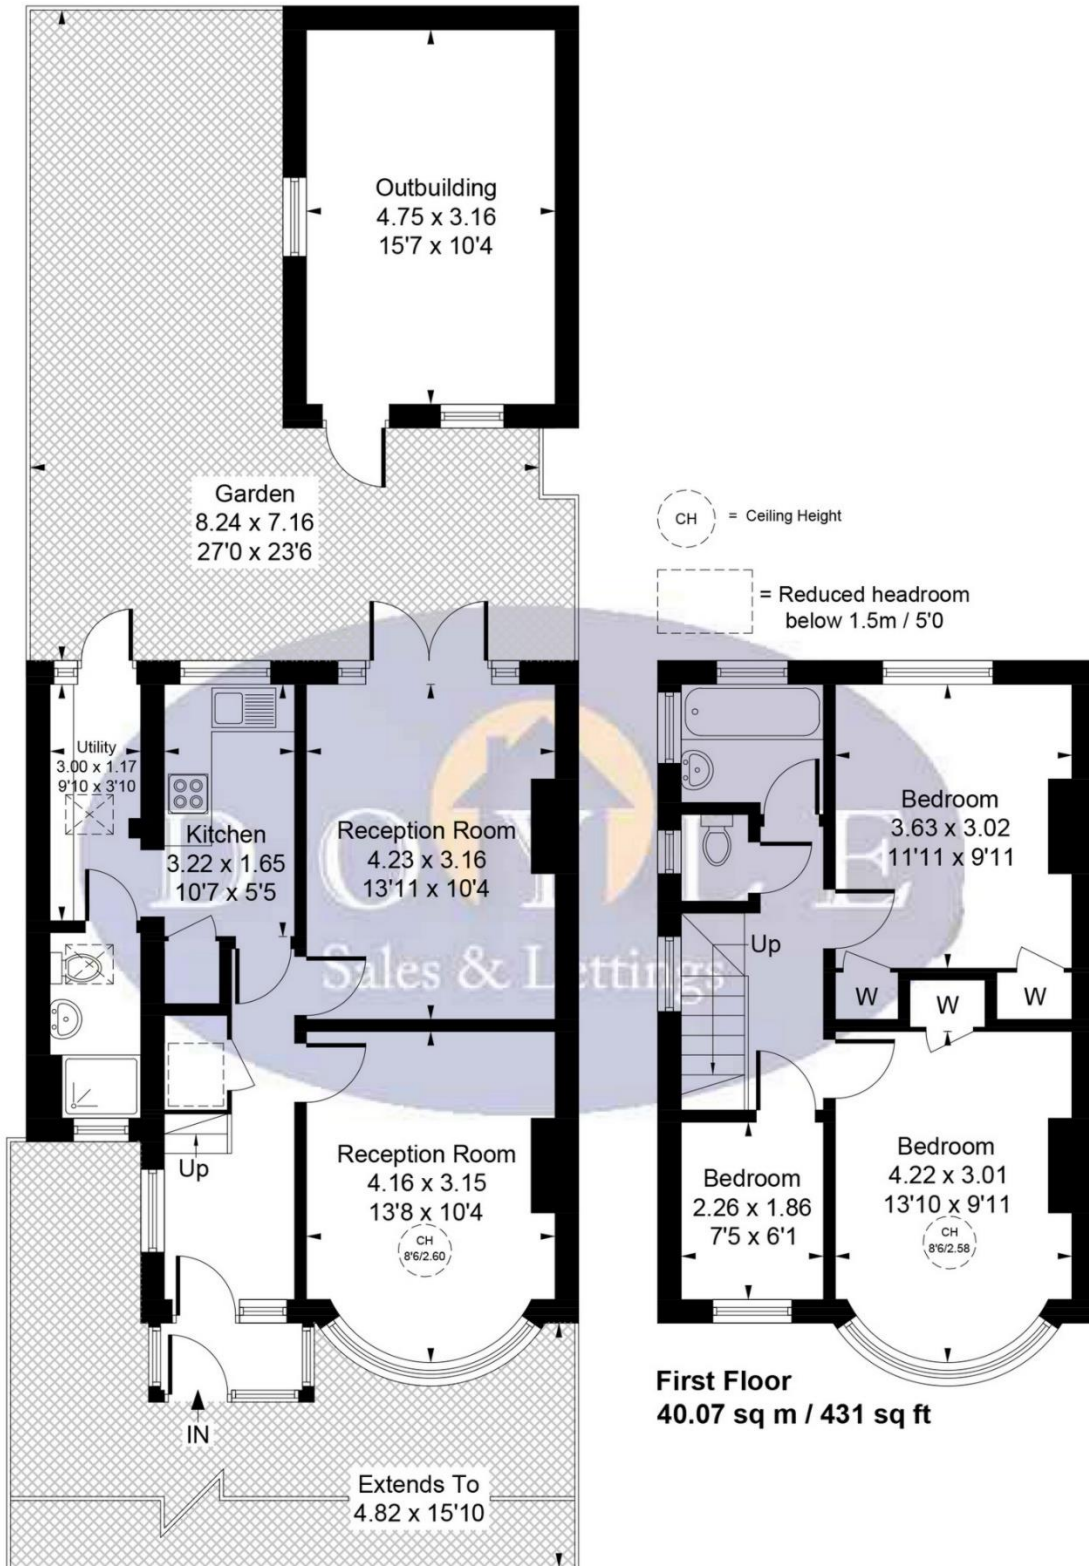 Outbuilding
4.75 x 3.16
15'7 x 10'4
Garden
8.24 x 7.16
27'0 x 23'6
CH = Ceiling Height
= Reduced headroom
below 1.5m / 5'0
Utility
3.00 x 1.17
9'10 x 3'10
Kitchen
3.22 x 1.65
10'7 x 5'5
Reception Room
4.23 x 3.16
13'11 x 10'4
Bedroom
3.63 x 3.02
11'11 x 9'11
DOYLE
Sales & Lettings
Up
W
W
W
Up
Reception Room
4.16 x 3.15
13'8 x 10'4
CH
8'6/2.60
Bedroom
2.26 x 1.86
7'5 x 6'1
Bedroom
4.22 x 3.01
13'10 x 9'11
CH
8'6/2.58
IN
First Floor
40.07 sq m / 431 sq ft
Extends To
4.82 x 15'10